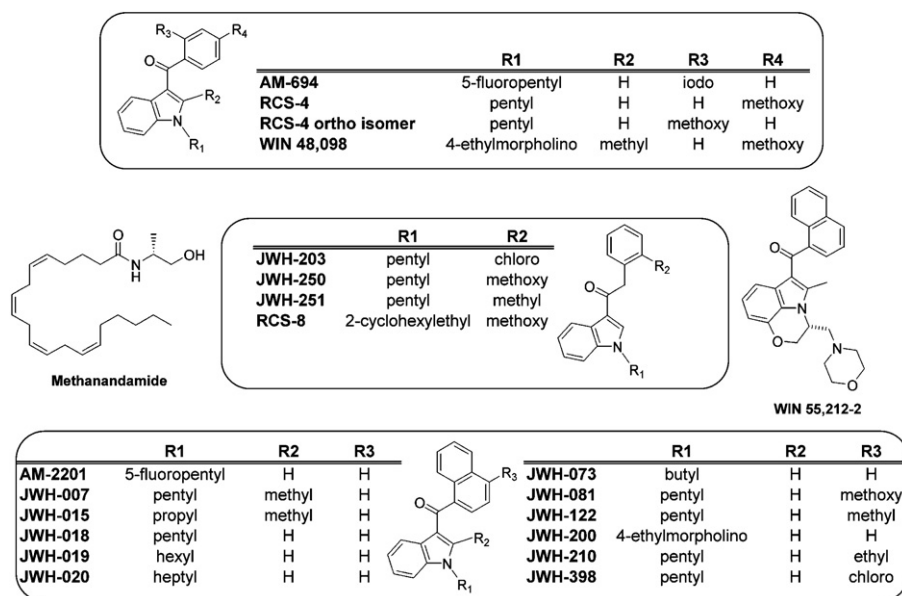 R3 R4
O
R2
N
R1
R1 R2 R3 R4
AM-694 5-fluoropentyl H iodo H
RCS-4 pentyl H H methoxy
RCS-4 ortho isomer pentyl H methoxy H
WIN 48,098 4-ethylmorpholino methyl H methoxy
O
N
H
OH
Methanandamide
R1 R2
JWH-203 pentyl chloro
JWH-250 pentyl methoxy
JWH-251 pentyl methyl
RCS-8 2-cyclohexylethyl methoxy
R2
O
N
R1
O
N
O
N
O
WIN 55,212-2
R1 R2 R3
AM-2201 5-fluoropentyl H H
JWH-007 pentyl methyl H
JWH-015 propyl methyl H
JWH-018 pentyl H H
JWH-019 hexyl H H
JWH-020 heptyl H H
R3
O
R2
N
R1
R1 R2 R3
JWH-073 butyl H H
JWH-081 pentyl H methoxy
JWH-122 pentyl H methyl
JWH-200 4-ethylmorpholino H H
JWH-210 pentyl H ethyl
JWH-398 pentyl H chloro